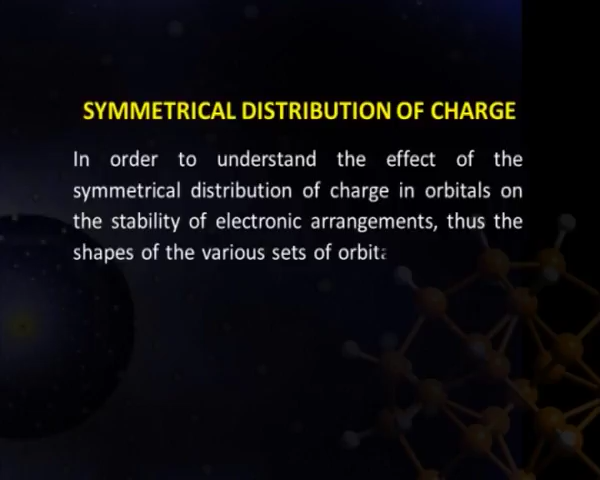 SYMMETRICAL DISTRIBUTION OF CHARGE
In order to understand the effect of the
symmetrical distribution of charge in orbitals on
the stability of electronic arrangements, thus the
shapes of the various sets of orbita